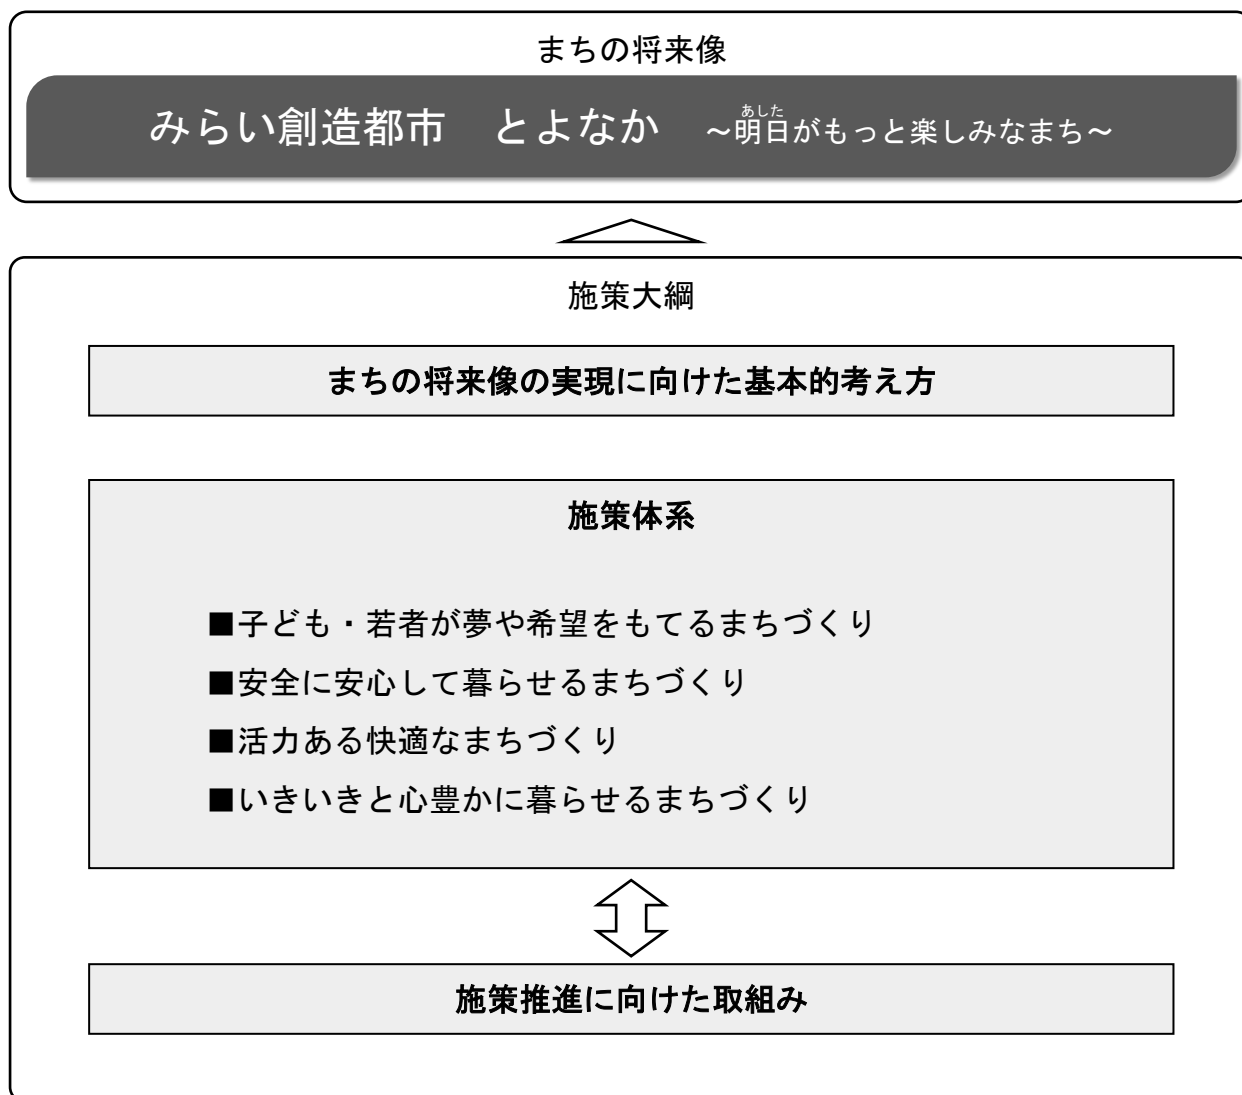 まちの将来像
みらい創造都市　とよなか　～明日がもっと楽しみなまち～
あした
施策大綱
まちの将来像の実現に向けた基本的考え方
施策体系
■子ども・若者が夢や希望をもてるまちづくり
■安全に安心して暮らせるまちづくり
■活力ある快適なまちづくり
■いきいきと心豊かに暮らせるまちづくり
施策推進に向けた取組み